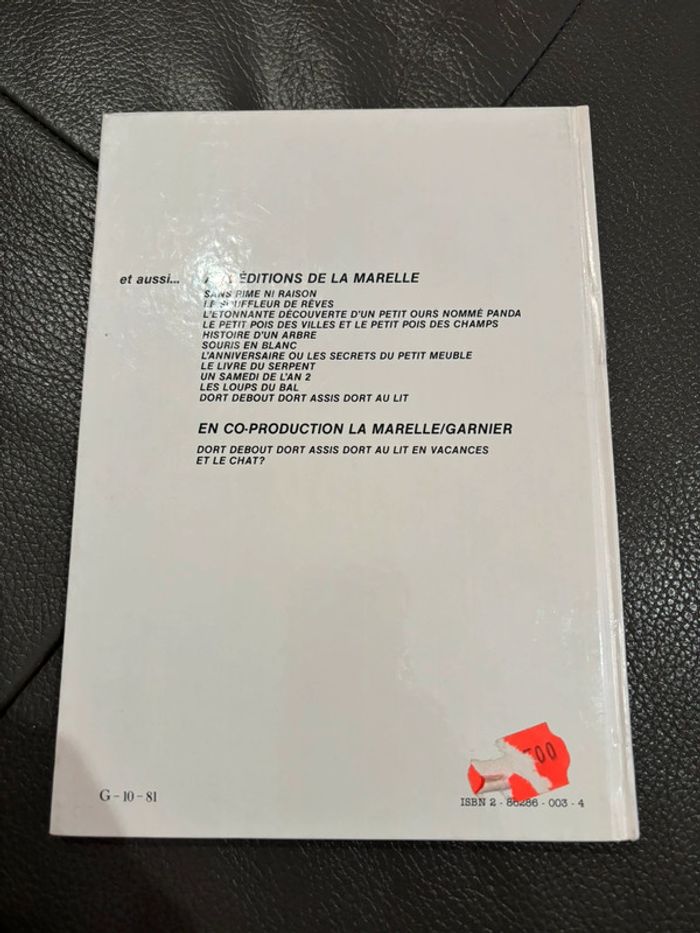 et aussi... AUX ÉDITIONS DE LA MARELLE
SANS RIME NI RAISON
LE SOUFFLEUR DE RÊVES
L'ÉTONNANTE DÉCOUVERTE D'UN PETIT OURS NOMMÉ PANDA
LE PETIT POIS DES VILLES ET LE PETIT POIS DES CHAMPS
HISTOIRE D'UN ARBRE
SOURIS EN BLANC
L'ANNIVERSAIRE OU LES SECRETS DU PETIT MEUBLE
LE LIVRE DU SERPENT
UN SAMEDI DE L'AN 2
LES LOUPS DU BAL
DORT DEBOUT DORT ASSIS DORT AU LIT
EN CO-PRODUCTION LA MARELLE/GARNIER
DORT DEBOUT DORT ASSIS DORT AU LIT EN VACANCES
ET LE CHAT?
G - 10 - 81
ISBN 2 - 86286 - 003 - 4